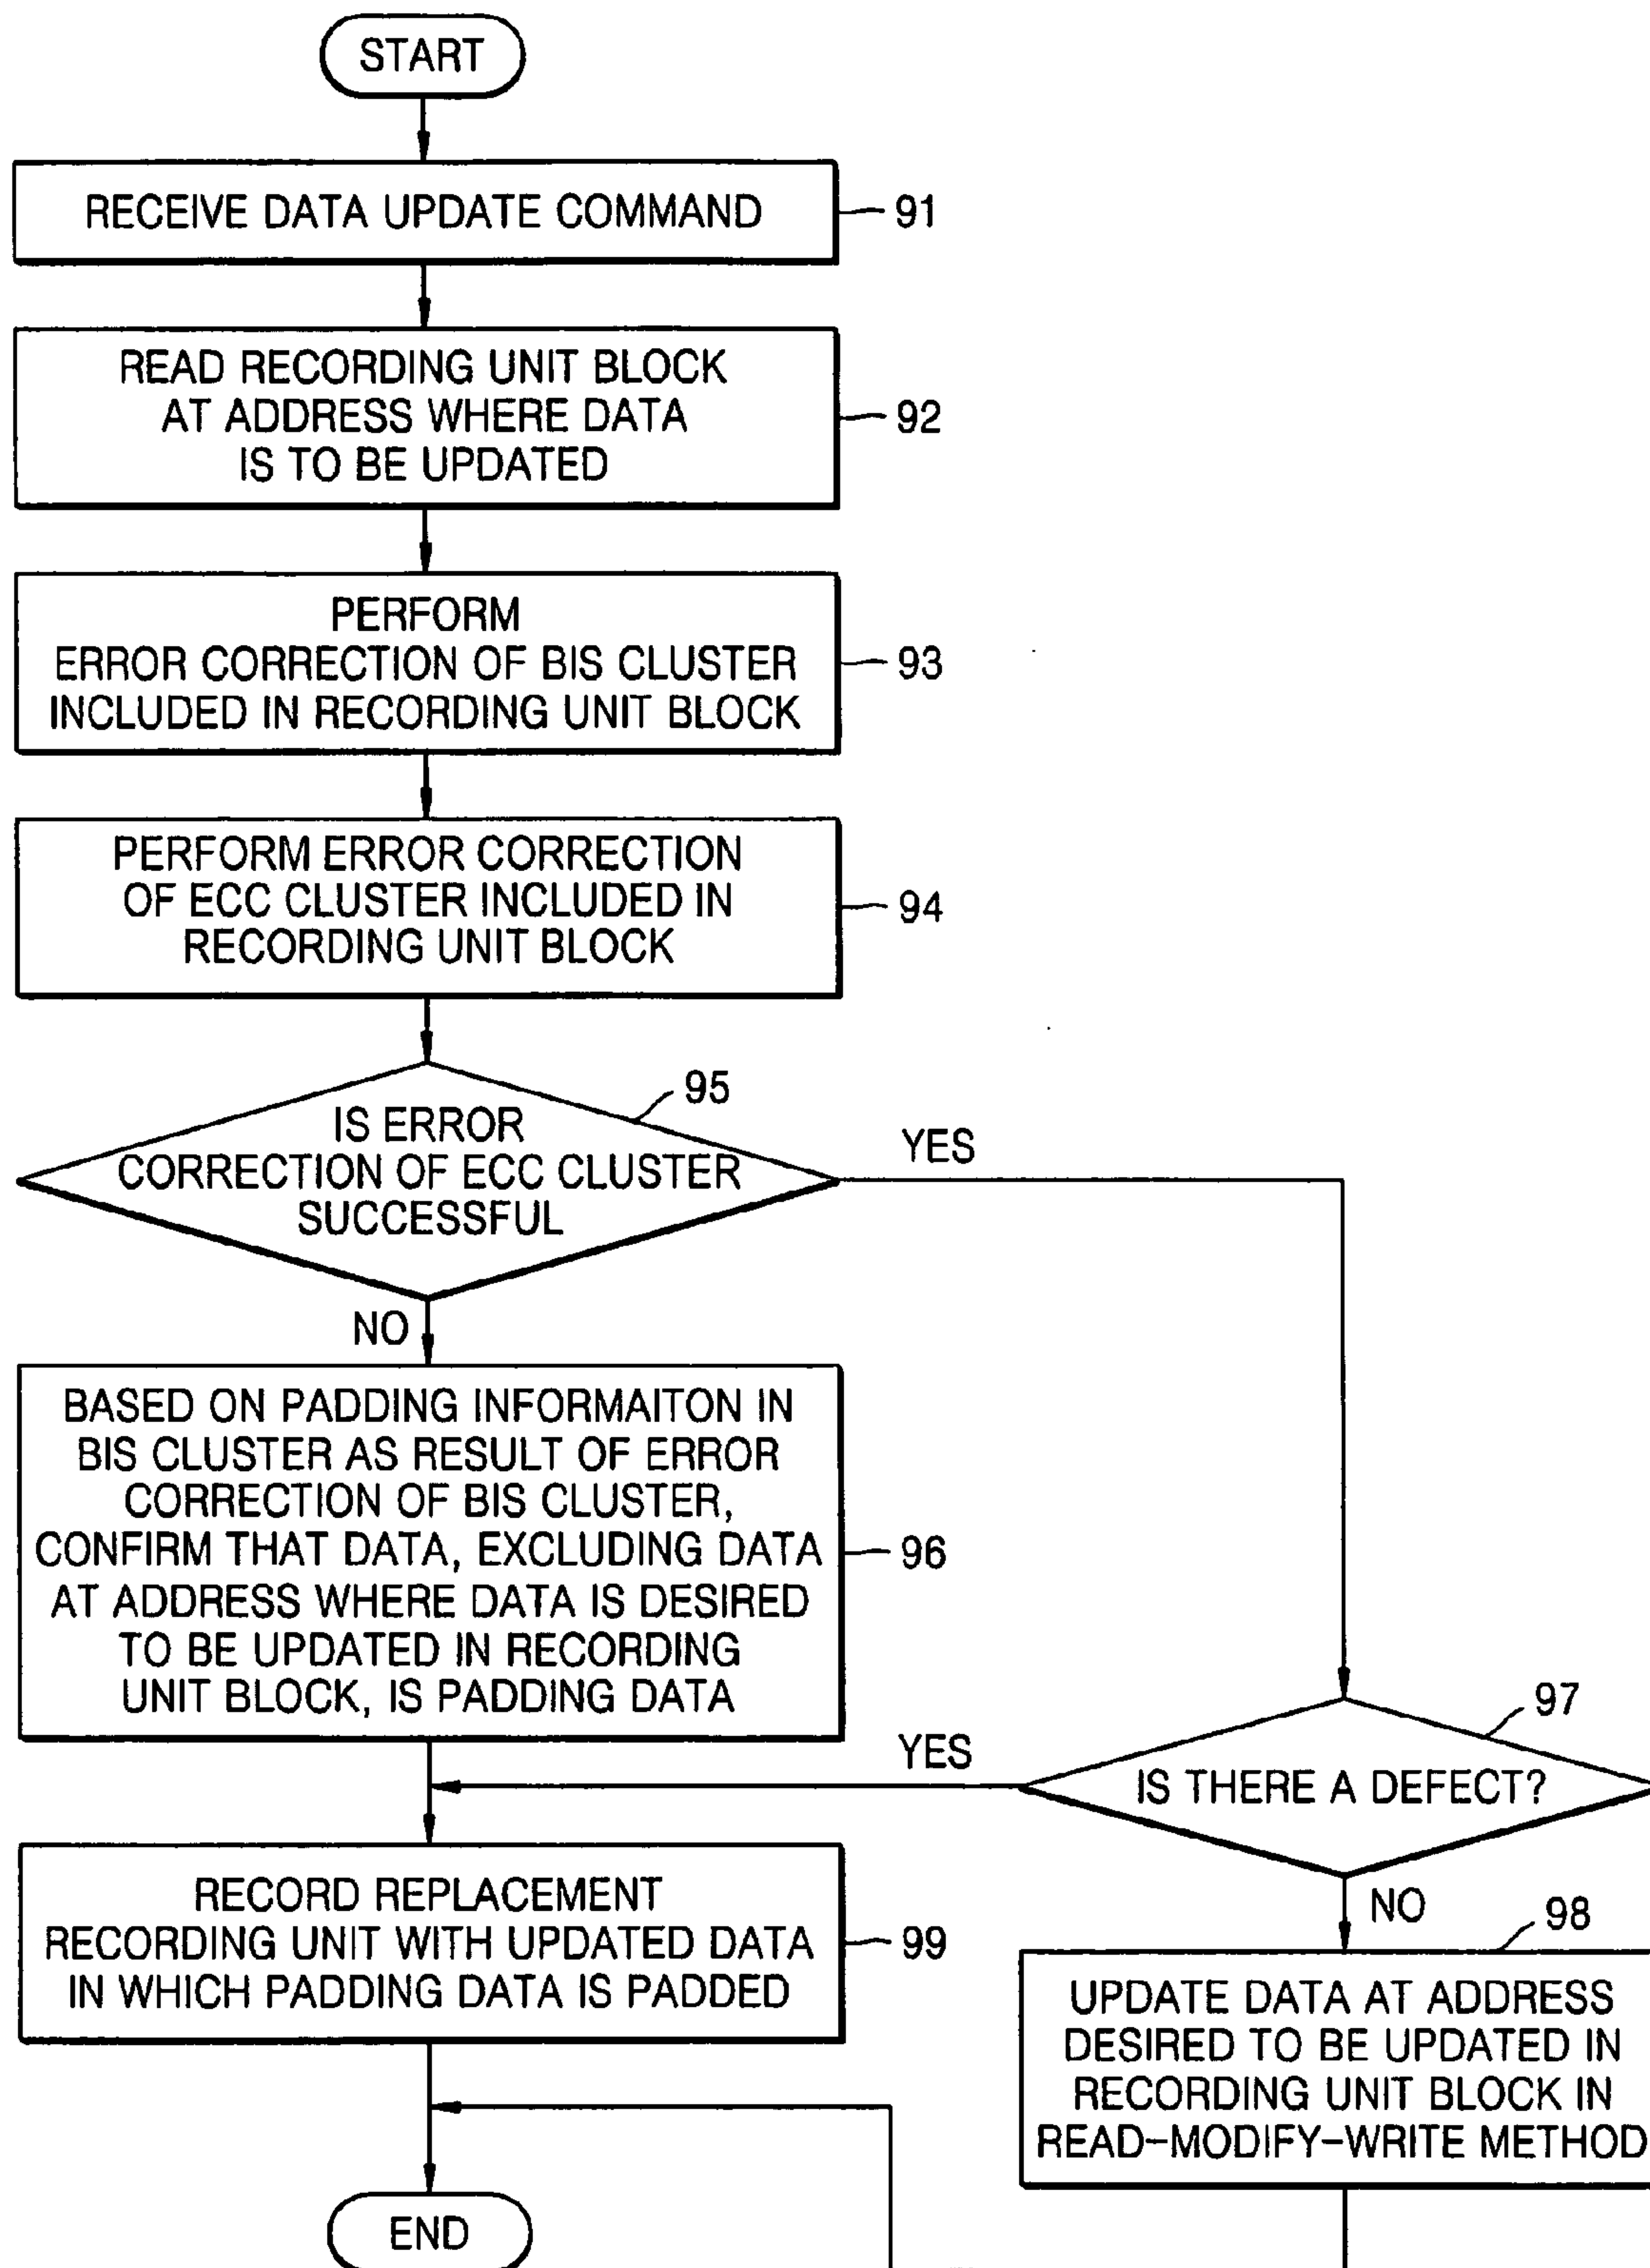 START
RECEIVE DATA UPDATE COMMAND
91
READ RECORDING UNIT BLOCK
AT ADDRESS WHERE DATA
IS TO BE UPDATED
92
PERFORM
ERROR CORRECTION OF BIS CLUSTER
INCLUDED IN RECORDING UNIT BLOCK
93
PERFORM ERROR CORRECTION
OF ECC CLUSTER INCLUDED IN
RECORDING UNIT BLOCK
94
95
IS ERROR
CORRECTION OF ECC CLUSTER
SUCCESSFUL
YES
NO
BASED ON PADDING INFORMAITON IN
BIS CLUSTER AS RESULT OF ERROR
CORRECTION OF BIS CLUSTER,
CONFIRM THAT DATA, EXCLUDING DATA
AT ADDRESS WHERE DATA IS DESIRED
TO BE UPDATED IN RECORDING
UNIT BLOCK, IS PADDING DATA
96
97
YES
IS THERE A DEFECT?
NO
RECORD REPLACEMENT
RECORDING UNIT WITH UPDATED DATA
IN WHICH PADDING DATA IS PADDED
99
98
UPDATE DATA AT ADDRESS
DESIRED TO BE UPDATED IN
RECORDING UNIT BLOCK IN
READ-MODIFY-WRITE METHOD
END